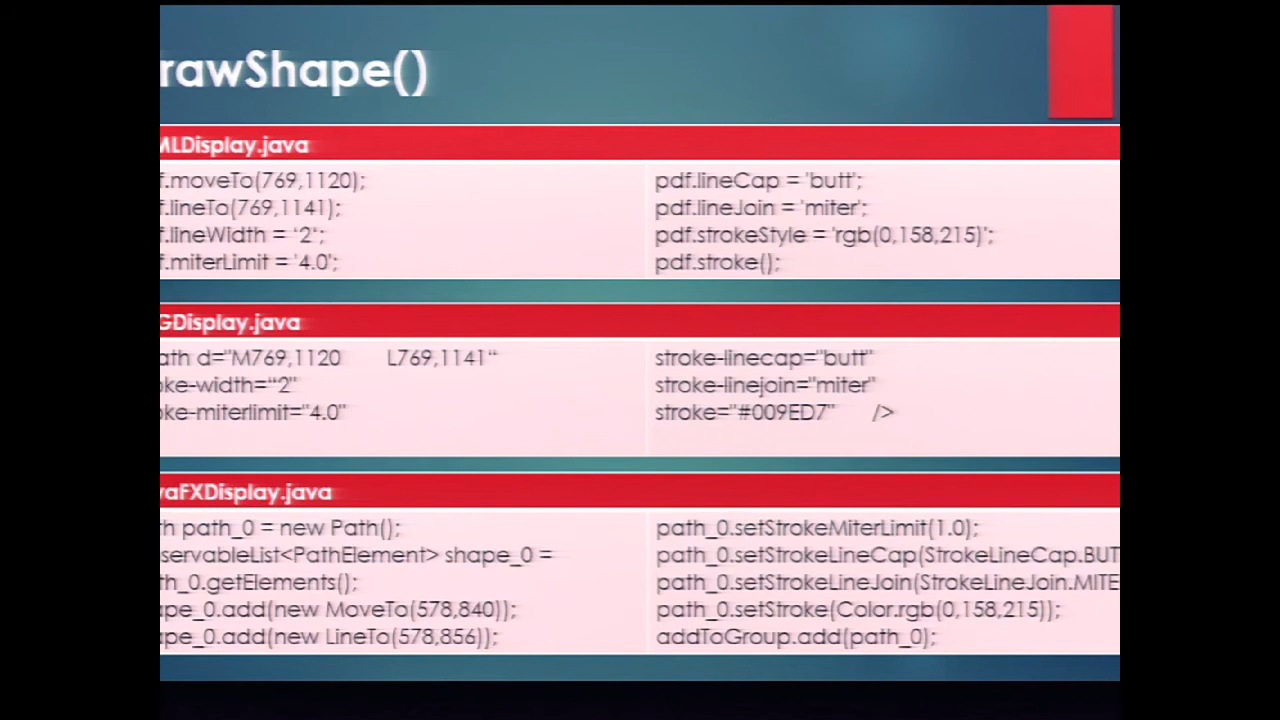 rawShape()
MLDisplay.java
f.moveTo(769,1120);
f.lineTo(769,1141);
f.lineWidth = ‘2‘;
f.miterLimit = '4.0';
pdf.lineCap = 'butt';
pdf.lineJoin = 'miter';
pdf.strokeStyle = 'rgb(0,158,215)';
pdf.stroke();
GDisplay.java
ath d="M769,1120 L769,1141“
oke-width=“2"
oke-miterlimit="4.0"
stroke-linecap="butt"
stroke-linejoin="miter"
stroke="#009ED7" />
vaFXDisplay.java
th path_0 = new Path();
servableList<PathElement> shape_0 =
th_0.getElements();
ape_0.add(new MoveTo(578,840));
ape_0.add(new LineTo(578,856));
path_0.setStrokeMiterLimit(1.0);
path_0.setStrokeLineCap(StrokeLineCap.BUT
path_0.setStrokeLineJoin(StrokeLineJoin.MITE
path_0.setStroke(Color.rgb(0,158,215));
addToGroup.add(path_0);